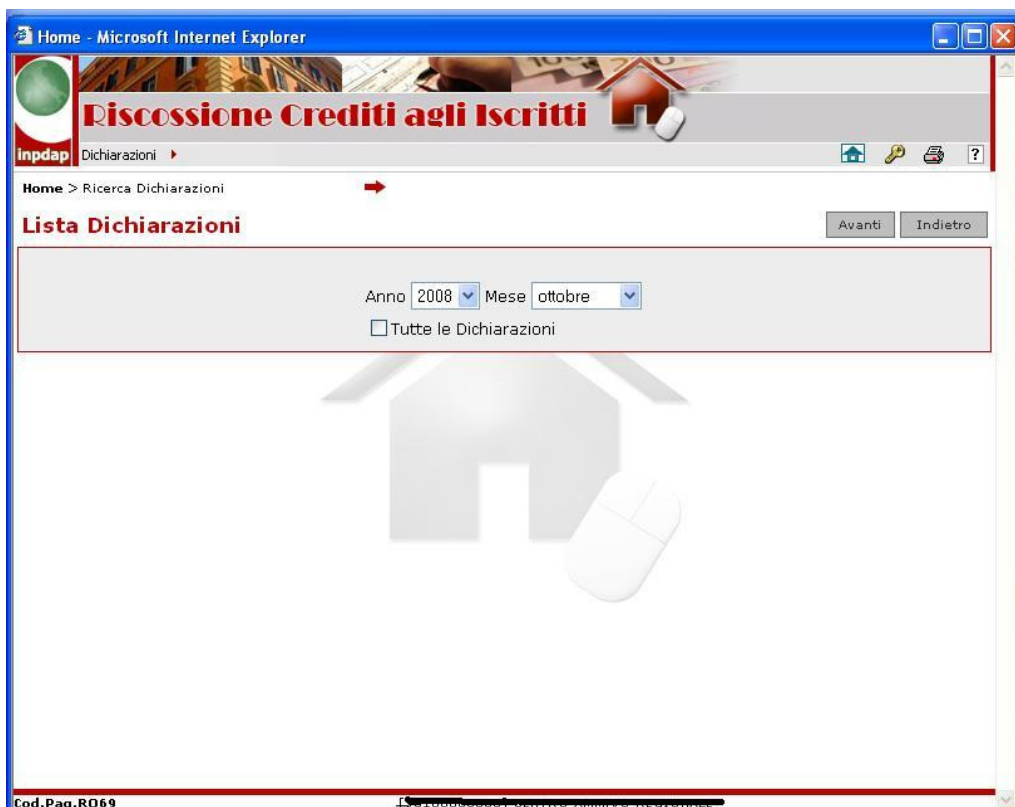 Home - Microsoft Internet Explorer
Riscossione Crediti agli Iscritti
inpdap Dichiarazioni ?
Home > Ricerca Dichiarazioni
Lista Dichiarazioni Avanti Indietro
Anno 2008 Mese ottobre
Tutte le Dichiarazioni
Cod.Pag.RO69